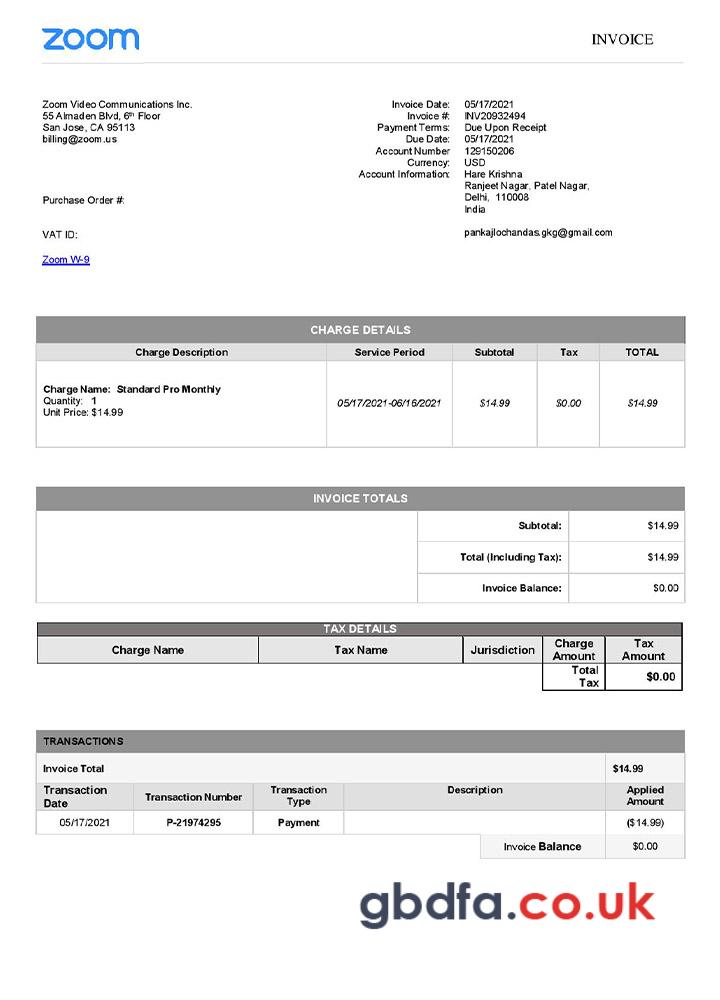 zoom
INVOICE
Zoom Video Communications Inc.
55 Almaden Blvd, 6th Floor
San Jose, CA 95113
billing@zoom.us
Purchase Order #:
VAT ID:
Zoom W-9
Invoice Date: 05/17/2021
Invoice #: INV20932494
Payment Terms: Due Upon Receipt
Due Date: 05/17/2021
Account Number 129150206
Currency: USD
Account Information: Hare Krishna
Ranjeet Nagar, Patel Nagar,
Delhi, 110008
India
pankajlochandas.gkg@gmail.com
CHARGE DETAILS
Charge Description Service Period Subtotal Tax TOTAL
Charge Name: Standard Pro Monthly
Quantity: 1
Unit Price: $14.99
05/17/2021-06/16/2021 $14.99 $0.00 $14.99
INVOICE TOTALS
Subtotal: $14.99
Total (Including Tax): $14.99
Invoice Balance: $0.00
TAX DETAILS
Charge Name Tax Name Jurisdiction Charge Amount Tax Amount
Total Tax $0.00
TRANSACTIONS
Invoice Total $14.99
Transaction Date Transaction Number Transaction Type Description Applied Amount
05/17/2021 P-21974295 Payment ($14.99)
Invoice Balance $0.00
gbdfa.co.uk